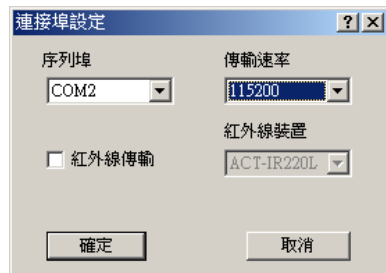 連接埠設定
序列埠
傳輸速率
COM2
115200
紅外線裝置
紅外線傳輸
ACT-IR220L
確定
取消